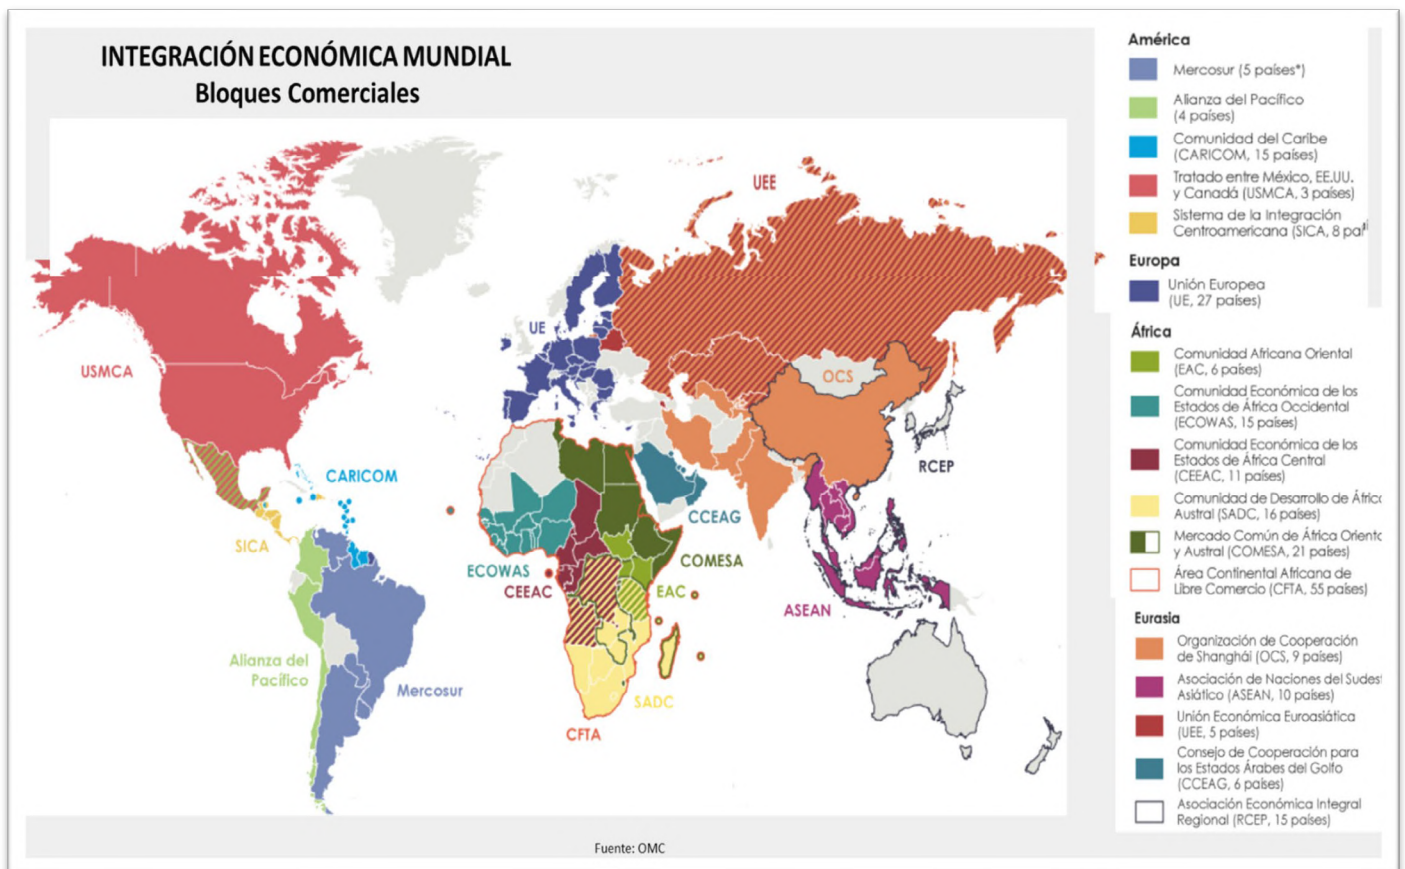 INTEGRACIÓN ECONÓMICA MUNDIAL
Bloques Comerciales
UEE
UE
USMCA
OCS
RCEP
CARICOM
SICA
CCEAG
ECOWAS
COMESA
CEEAC
EAC
ASEAN
Alianza del
Pacífico
Mercosur
SADC
CFTA
América
Mercosur (5 países*)
Alianza del Pacífico
(4 países)
Comunidad del Caribe
(CARICOM, 15 países)
Tratado entre México, EE.UU.
y Canadá (USMCA, 3 países)
Sistema de la Integración
Centroamericana (SICA, 8 paí
Europa
Unión Europea
(UE, 27 países)
África
Comunidad Africana Oriental
(EAC, 6 países)
Comunidad Económica de los
Estados de África Occidental
(ECOWAS, 15 países)
Comunidad Económica de los
Estados de África Central
(CEEAC, 11 países)
Comunidad de Desarrollo de África
Austral (SADC, 16 países)
Mercado Común de África Orienta
y Austral (COMESA, 21 países)
Área Continental Africana de
Libre Comercio (CFTA, 55 países)
Eurasia
Organización de Cooperación
de Shanghái (OCS, 9 países)
Asociación de Naciones del Sudest
Asiático (ASEAN, 10 países)
Unión Económica Euroasiática
(UEE, 5 países)
Consejo de Cooperación para
los Estados Árabes del Golfo
(CCEAG, 6 países)
Asociación Económica Integral
Regional (RCEP, 15 países)
Fuente: OMC